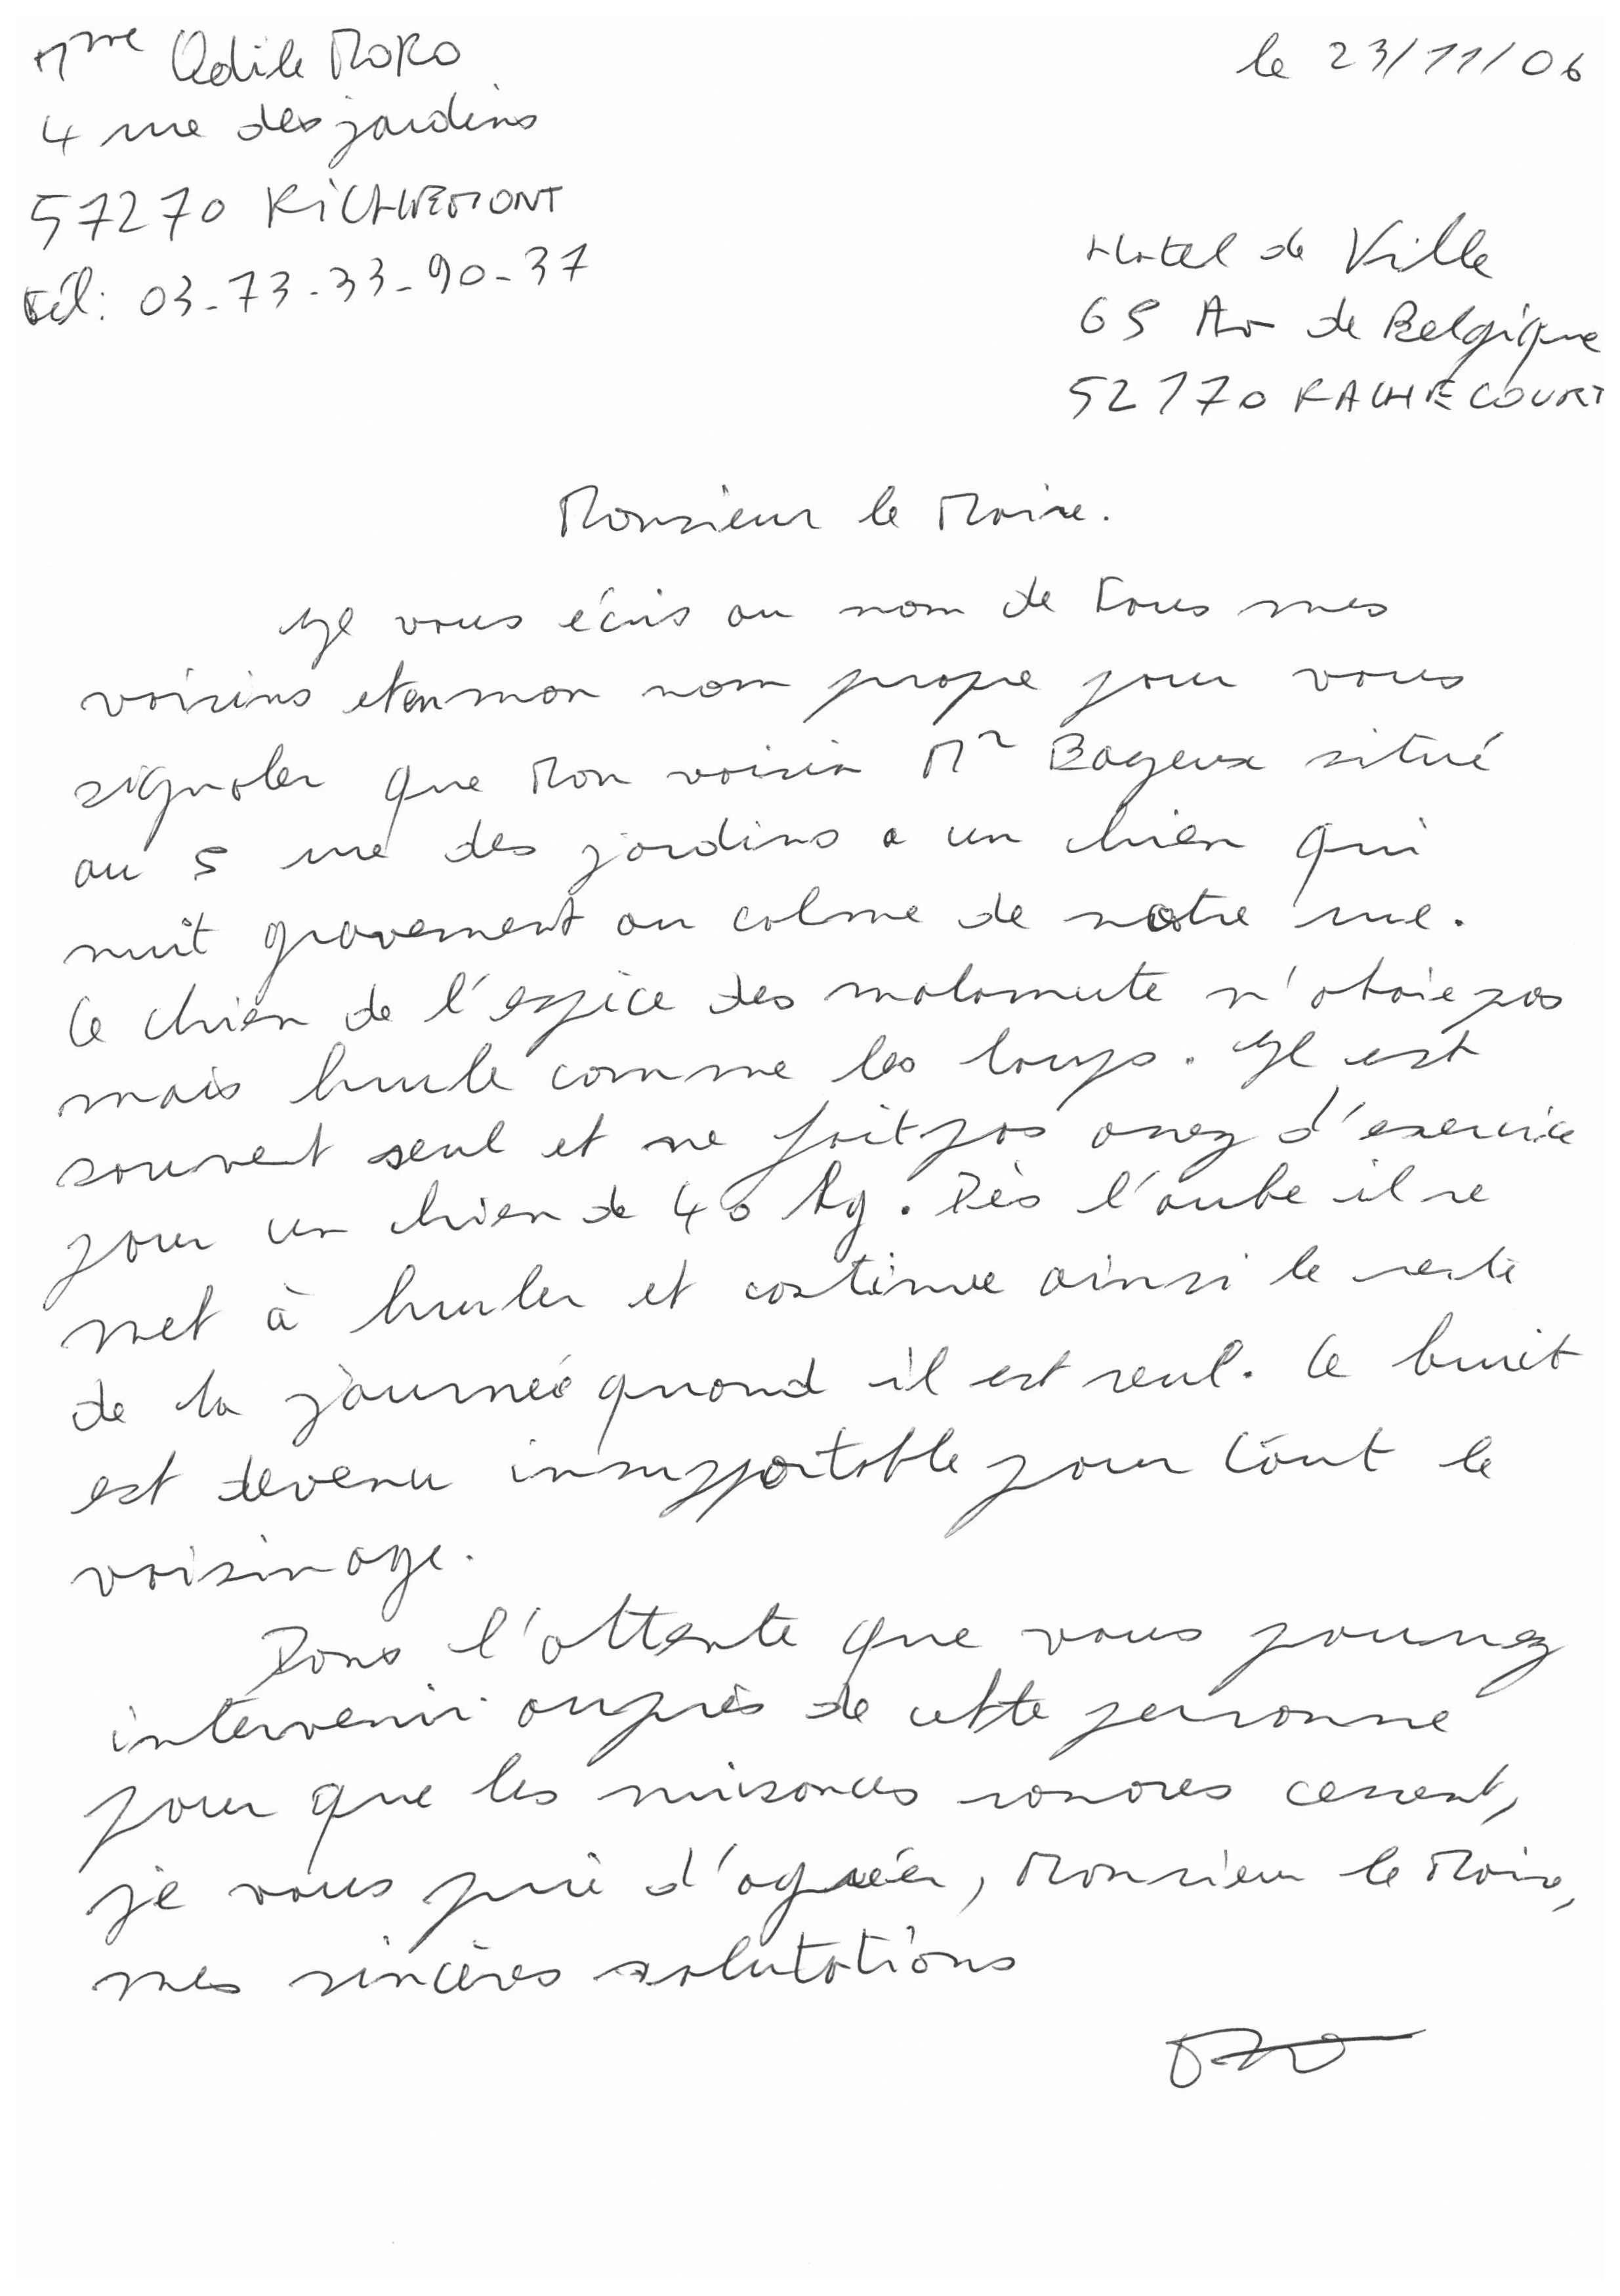 Mme Odile MORO
le 23/11/06
4 rue des jardins
57270 RICHEMONT
tél: 03-73-33-90-37
Hotel de Ville
65 Av de Belgique
52170 RACHECOURT
Monsieur le Maire.
Je vous écris au nom de tous mes
voisins et en mon nom propre pour vous
signaler que Mon voisin Mr Bayeux situé
au 5 rue des jardins a un chien qui
nuit gravement au calme de notre rue.
Ce chien de l'espèce des malamute n'aboie pas
mais hurle comme les loups. Il est
souvent seul et ne fait pas assez d'exercice
pour un chien de 40 kg. Dès l'aube il se
met à hurler et continue ainsi le reste
de la journée quand il est seul. Ce bruit
est devenu insupportable pour tout le
voisinage.
Dans l'attente que vous pourrez
intervenir auprès de cette personne
pour que les nuisances sonores cessent,
je vous prie d'agréer, Monsieur le Maire,
mes sincères salutations